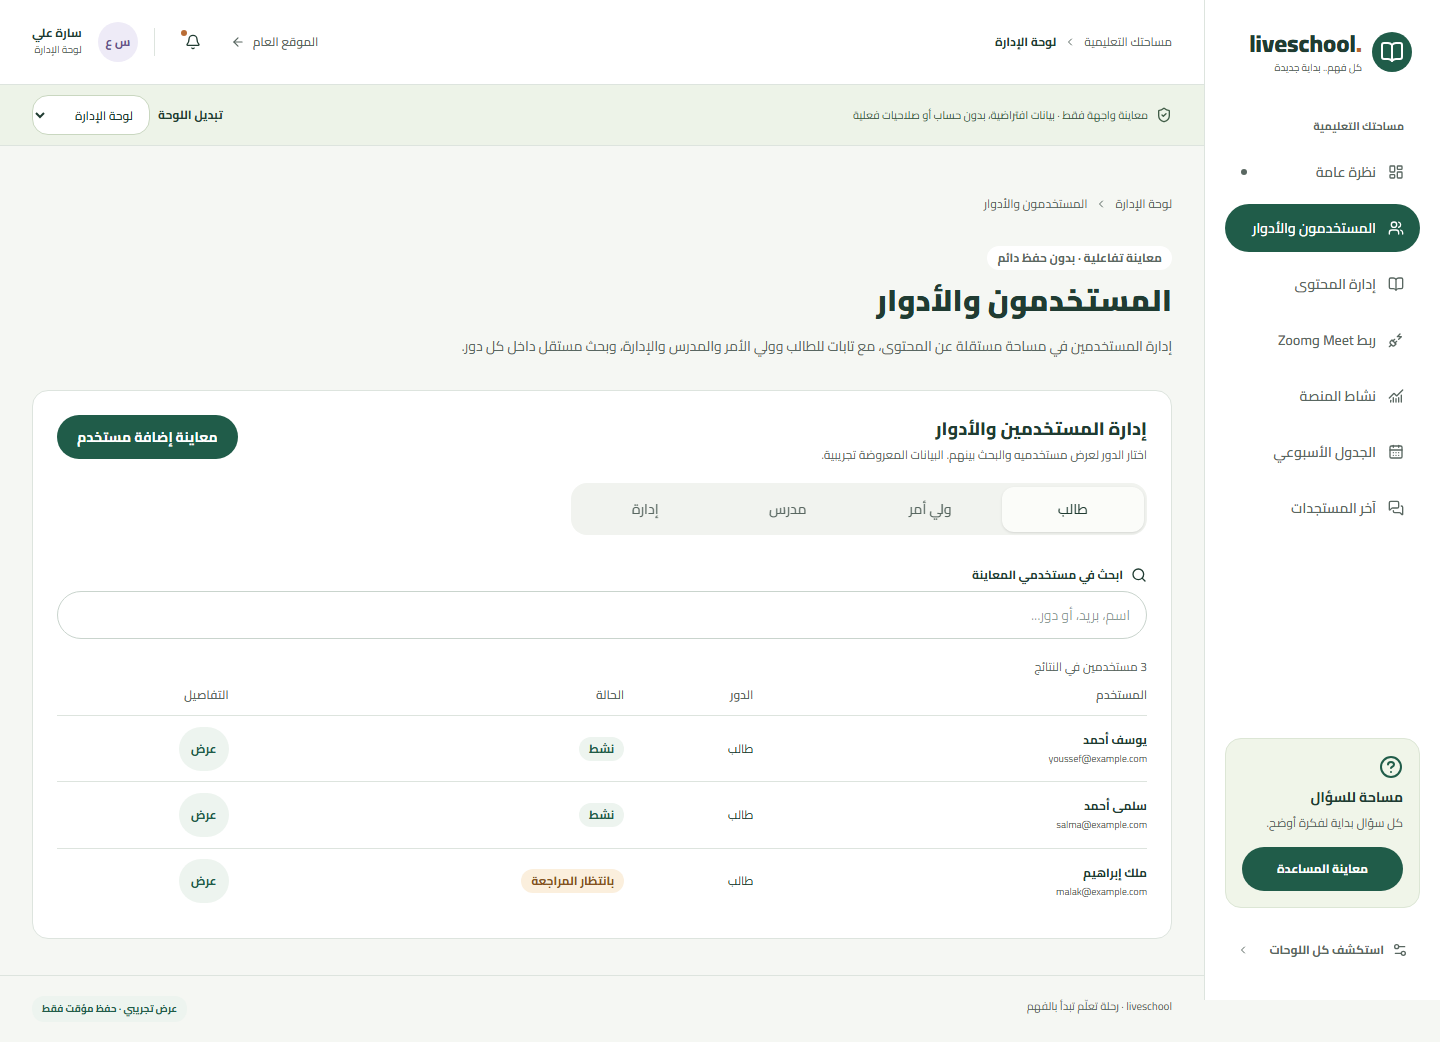 liveschool.
كل فهم.. بداية جديدة
مساحتك التعليمية
نظرة عامة
المستخدمون والأدوار
إدارة المحتوى
ربط Zoomg Meet
نشاط المنصة
الجدول الأسبوعي
آخر المستجدات
مساحة للسؤال
كل سؤال بداية لفكرة أوضح.
معاينة المساعدة
استكشف كل اللوحات
مساحتك التعليمية
لوحة الإدارة
الموقع العام
س ع
سارة علي
لوحة الإدارة
معاينة واجهة فقط · بيانات افتراضية، بدون حساب أو صلاحيات فعلية
تبديل اللوحة
لوحة الإدارة
لوحة الإدارة
المستخدمون والأدوار
معاينة تفاعلية · بدون حفظ دائم
المستخدمون والأدوار
إدارة المستخدمين في مساحة مستقلة عن المحتوى، مع تابات للطالب وولي الأمر والمدرس والإدارة، وبحث مستقل داخل كل دور.
إدارة المستخدمين والأدوار
اختار الدور لعرض مستخدميه والبحث بينهم. البيانات المعروضة تجريبية.
معاينة إضافة مستخدم
طالب
ولي أمر
مدرس
إدارة
ابحث في مستخدمي المعاينة
اسم، بريد، أو دور...
3 مستخدمين في النتائج
المستخدم الدور الحالة التفاصيل
يوسف أحمد
youssef@example.com
طالب
نشط
عرض
سلمى أحمد
salma@example.com
طالب
نشط
عرض
ملك إبراهيم
malak@example.com
طالب
بانتظار المراجعة
عرض
liveschool · رحلة تعلّم تبدأ بالفهم
عرض تجريبي · حفظ مؤقت فقط